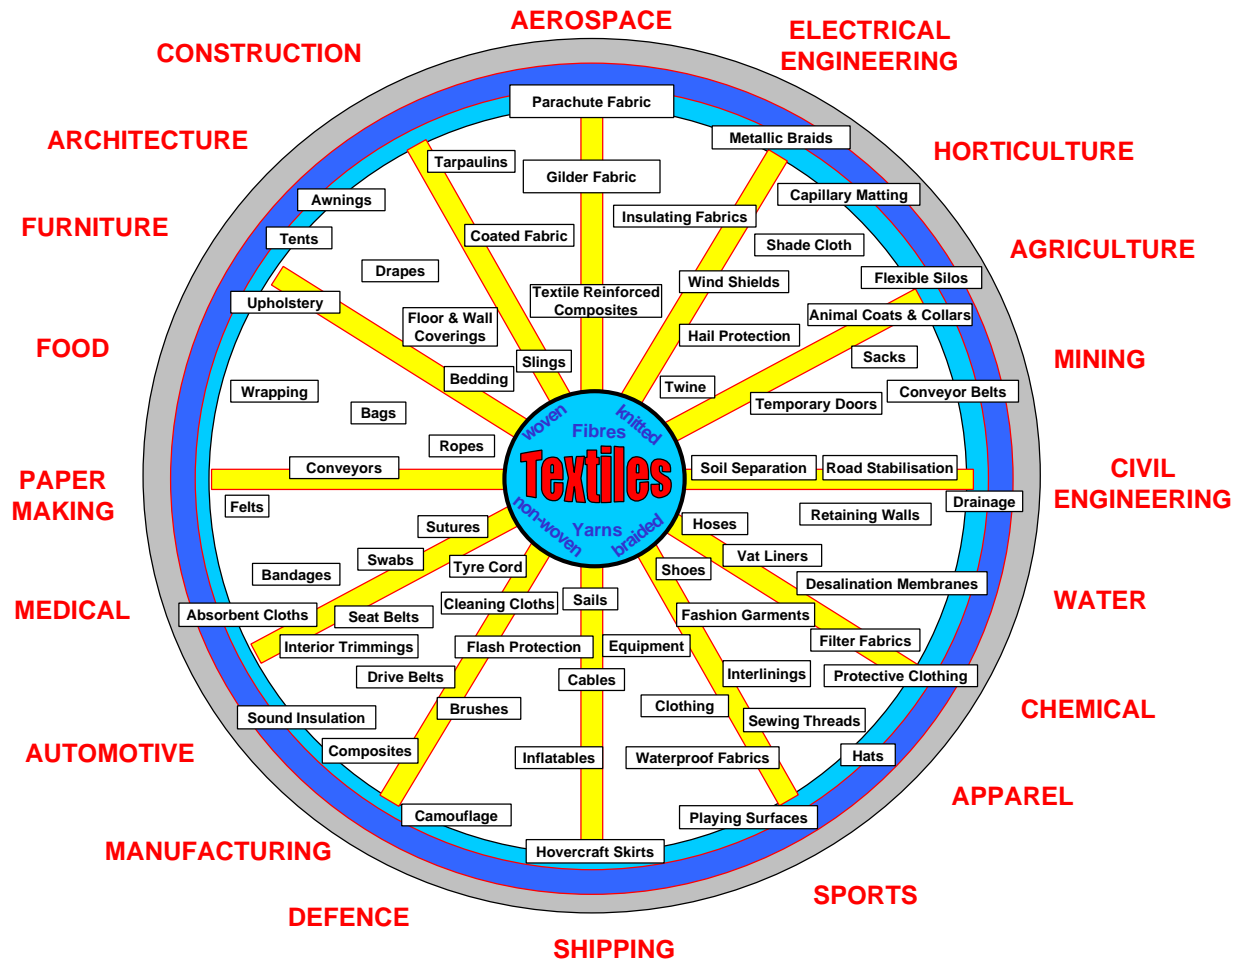 AEROSPACE
ELECTRICAL
ENGINEERING
CONSTRUCTION
Parachute Fabric
Metallic Braids
ARCHITECTURE
HORTICULTURE
Tarpaulins
Gilder Fabric
Capillary Matting
Awnings
FURNITURE
Insulating Fabrics
Tents
Coated Fabric
Shade Cloth
AGRICULTURE
Drapes
Flexible Silos
Wind Shields
Upholstery
Textile Reinforced
Composites
Floor & Wall
Coverings
Animal Coats & Collars
Hail Protection
FOOD
Slings
Sacks
MINING
Bedding
Twine
Wrapping
Conveyor Belts
Bags
Temporary Doors
woven
knitted
Fibres
Ropes
Conveyors
Textiles
Soil Separation
Road Stabilisation
PAPER
MAKING
CIVIL
ENGINEERING
Felts
Drainage
Retaining Walls
non-woven
Yarns
braided
Sutures
Hoses
Swabs
Tyre Cord
Shoes
Vat Liners
Bandages
Desalination Membranes
MEDICAL
Absorbent Cloths
Seat Belts
Cleaning Cloths
Sails
Fashion Garments
WATER
Interior Trimmings
Flash Protection
Equipment
Filter Fabrics
Drive Belts
Cables
Interlinings
Protective Clothing
Sound Insulation
Brushes
Clothing
Sewing Threads
CHEMICAL
AUTOMOTIVE
Composites
Inflatables
Waterproof Fabrics
Hats
APPAREL
Camouflage
Playing Surfaces
MANUFACTURING
Hovercraft Skirts
SPORTS
DEFENCE
SHIPPING